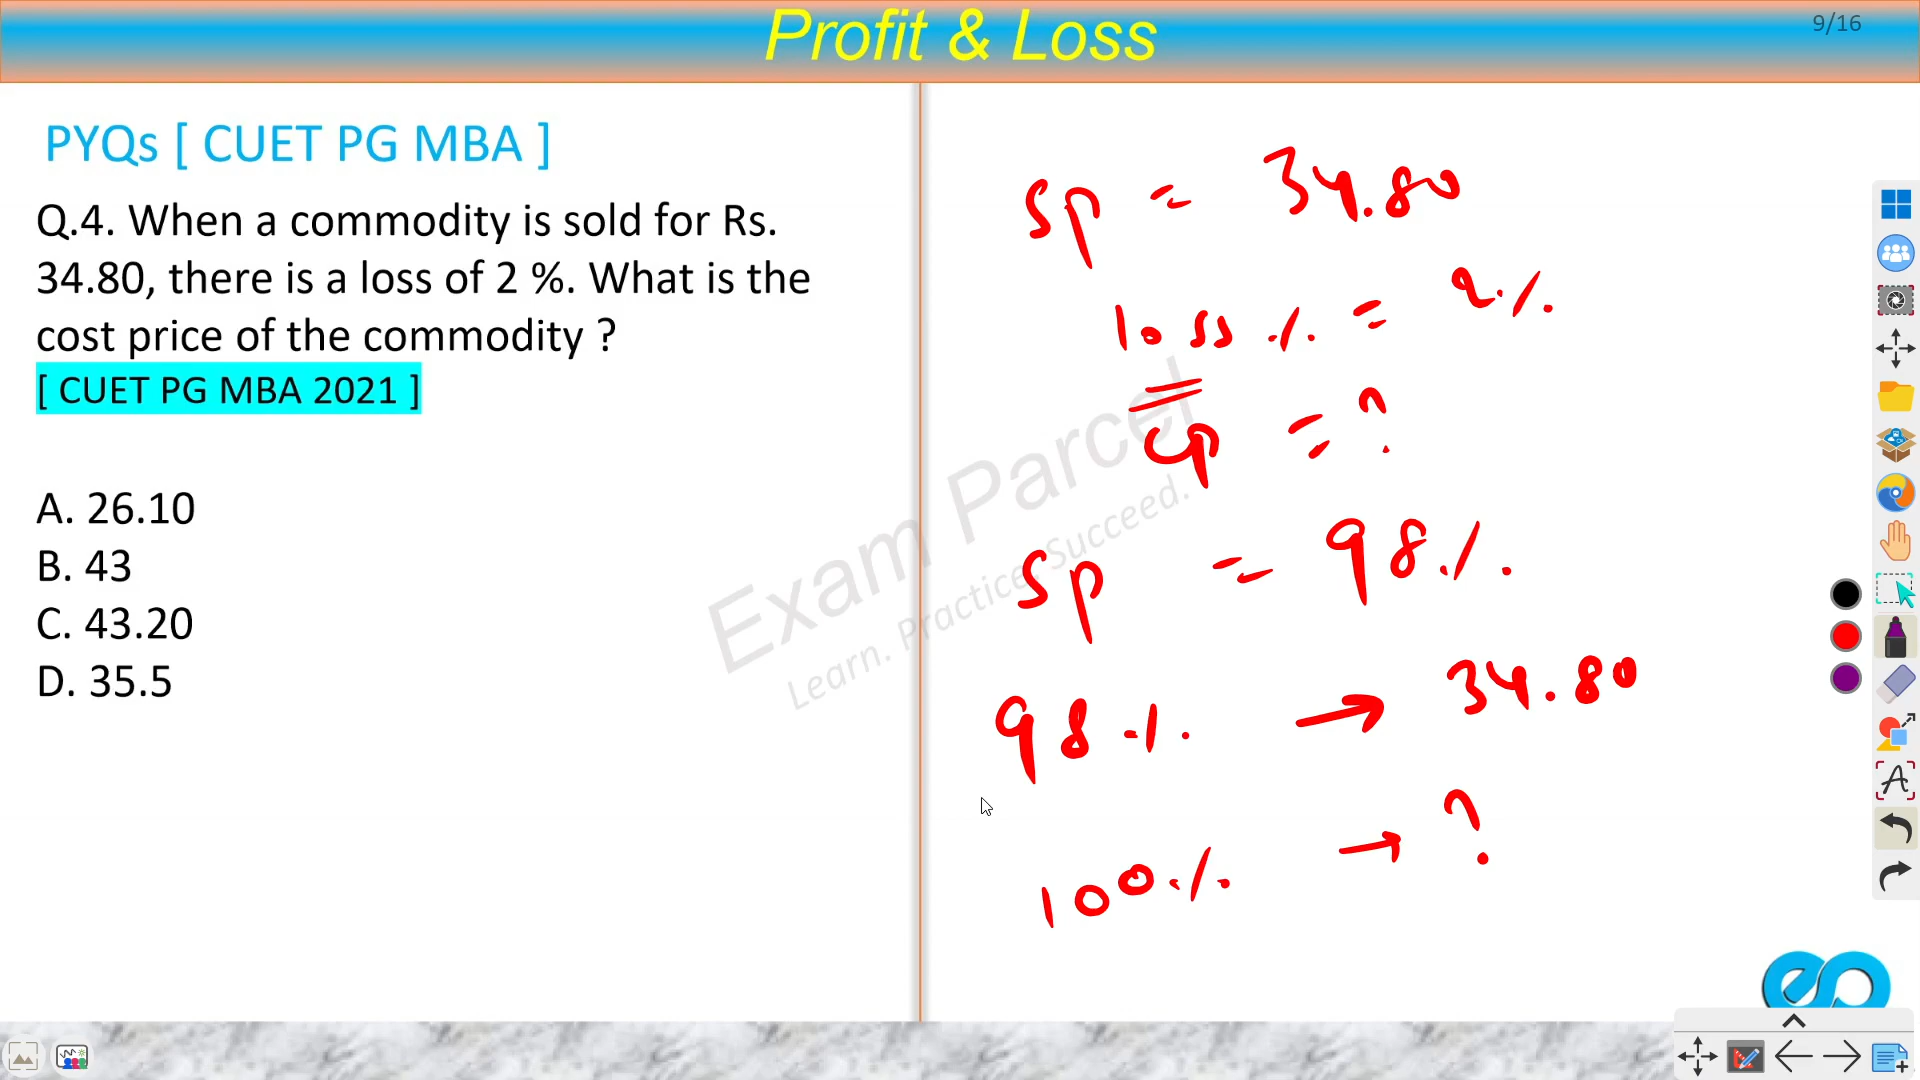 Profit & Loss
9/16
PYQs [ CUET PG MBA ]
Q.4. When a commodity is sold for Rs.
34.80, there is a loss of 2 %. What is the
cost price of the commodity ?
[ CUET PG MBA 2021 ]
A. 26.10
B. 43
C. 43.20
D. 35.5
SP = 34.80
loss % = 2%
CP = ?
SP = 98%
98% → 34.80
100% → ?
Exam Parcel
Learn. Practice. Succeed.